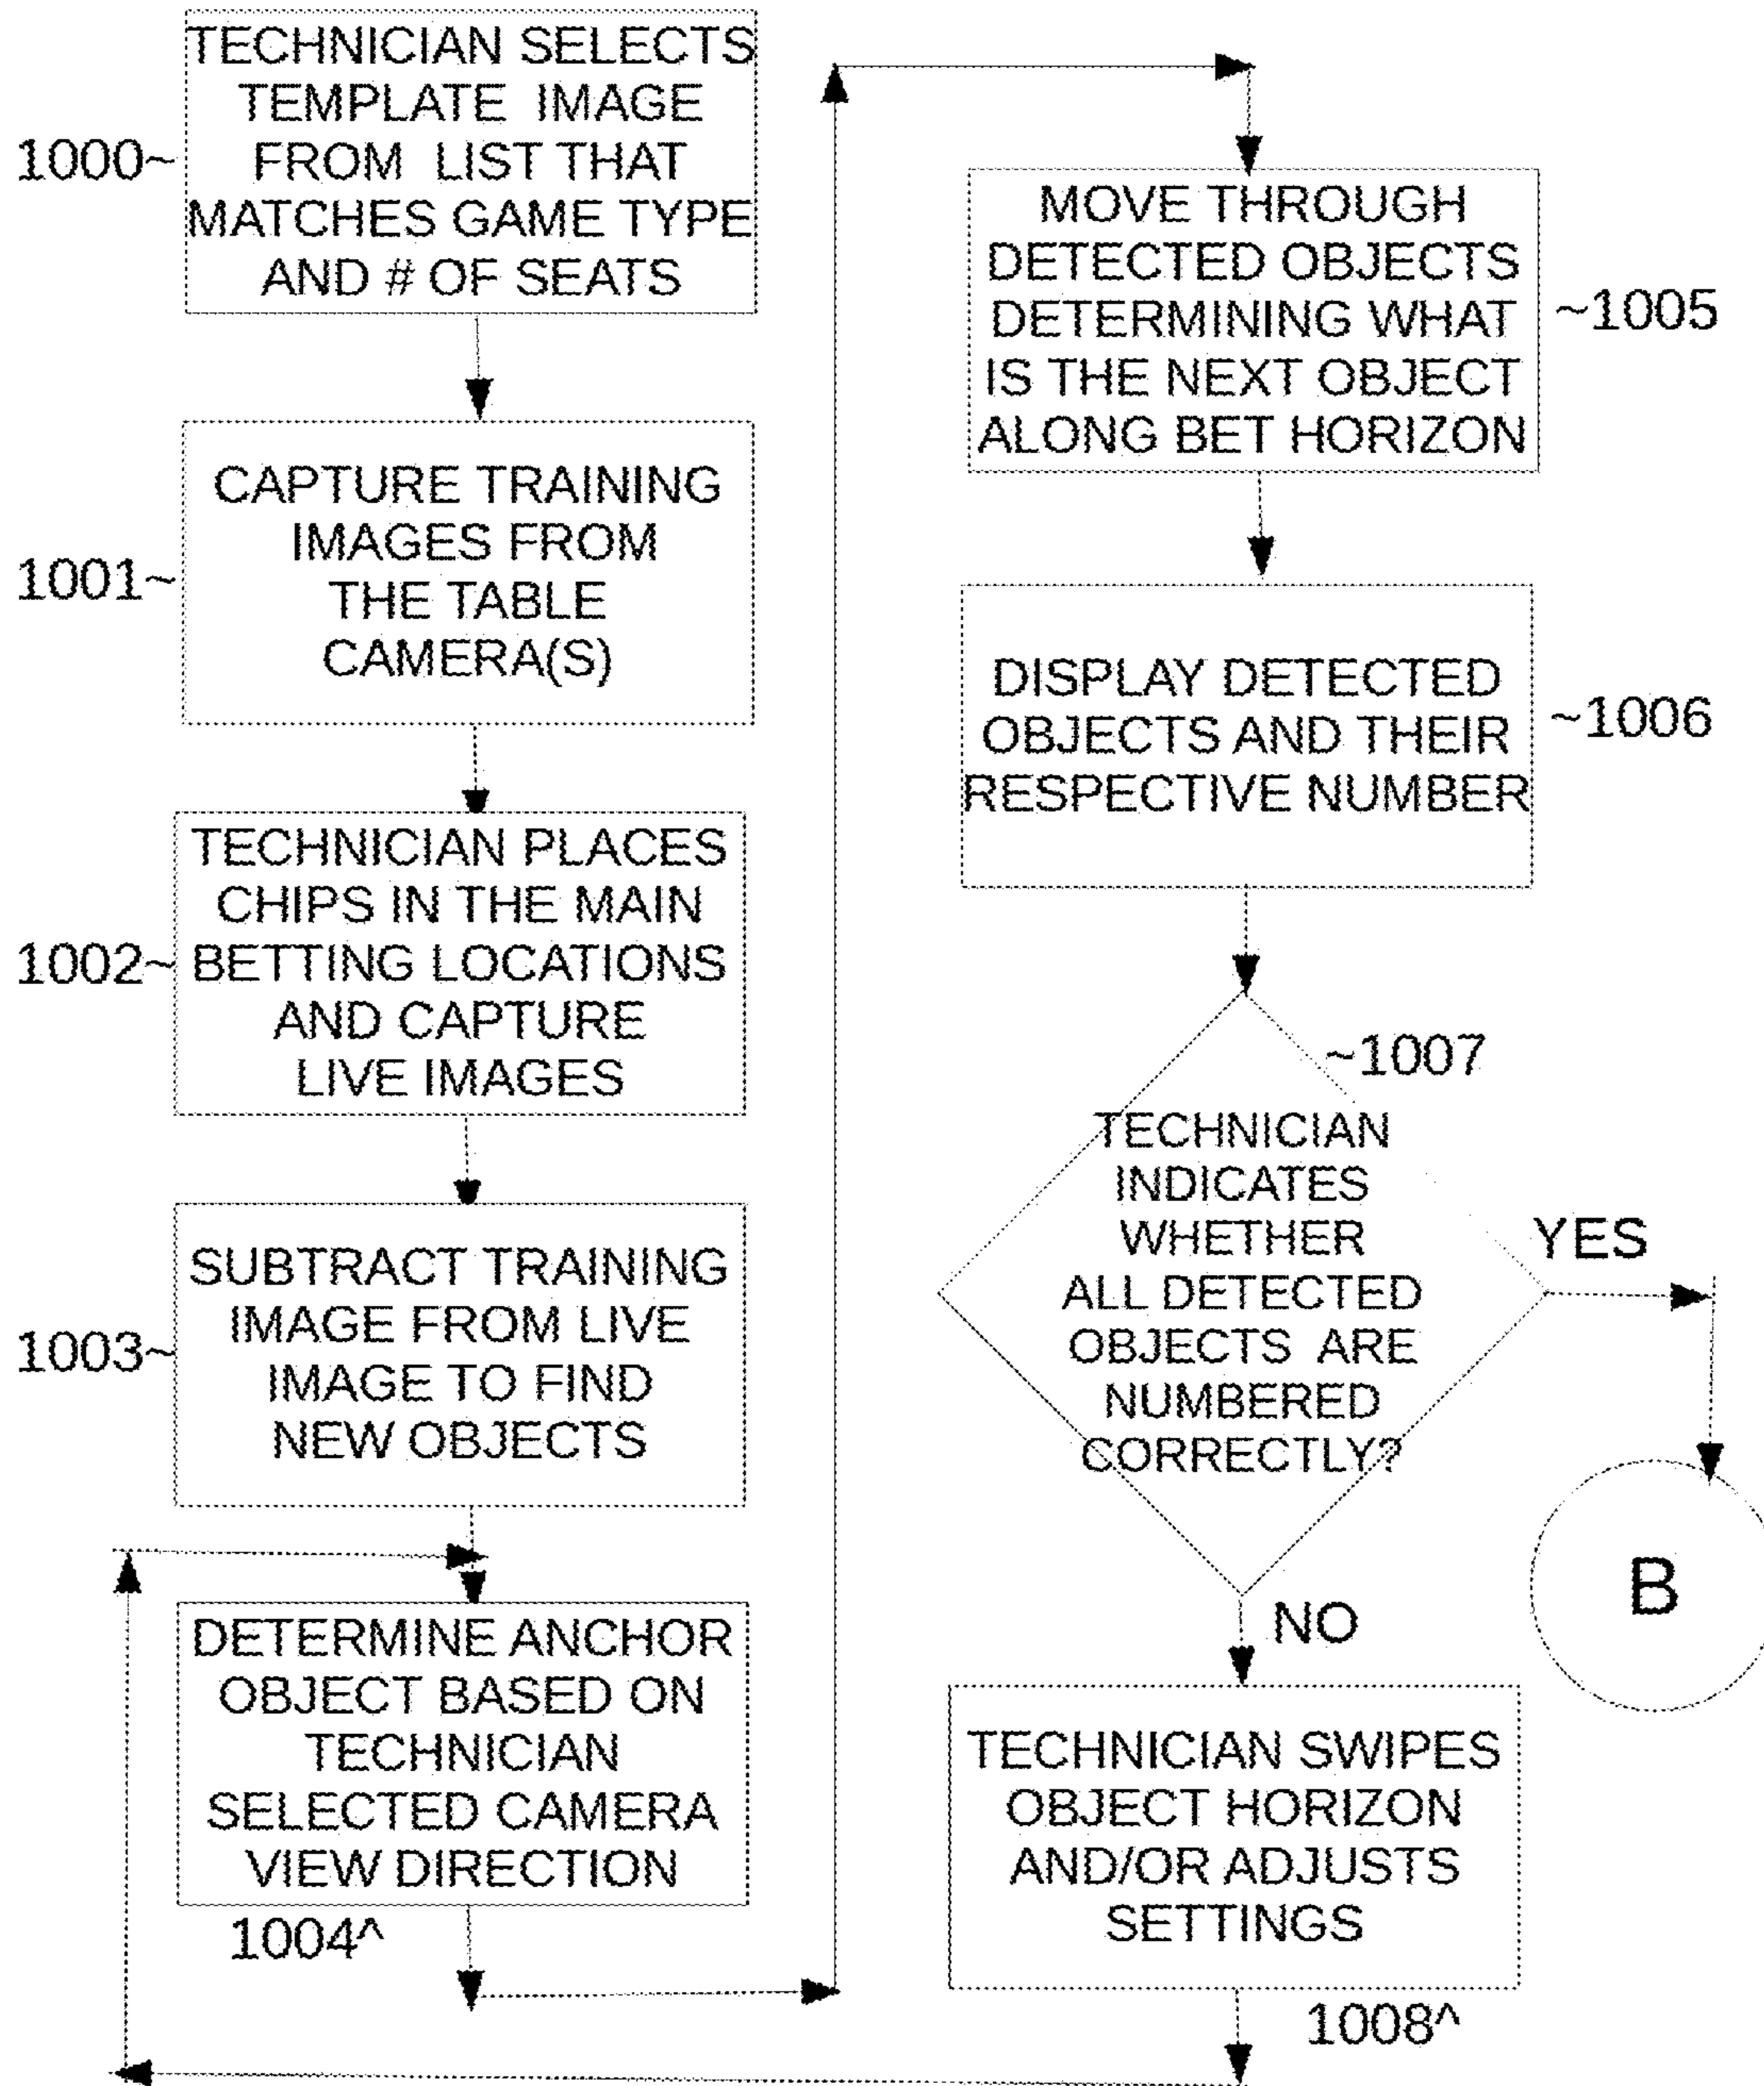 TECHNICIAN SELECTS
TEMPLATE IMAGE
FROM LIST THAT
MATCHES GAME TYPE
AND # OF SEATS
1000~
CAPTURE TRAINING
IMAGES FROM
THE TABLE
CAMERA(S)
1001~
TECHNICIAN PLACES
CHIPS IN THE MAIN
BETTING LOCATIONS
AND CAPTURE
LIVE IMAGES
1002~
SUBTRACT TRAINING
IMAGE FROM LIVE
IMAGE TO FIND
NEW OBJECTS
1003~
DETERMINE ANCHOR
OBJECT BASED ON
TECHNICIAN
SELECTED CAMERA
VIEW DIRECTION
1004^
MOVE THROUGH
DETECTED OBJECTS
DETERMINING WHAT
IS THE NEXT OBJECT
ALONG BET HORIZON
~1005
DISPLAY DETECTED
OBJECTS AND THEIR
RESPECTIVE NUMBER
~1006
~1007
TECHNICIAN
INDICATES
WHETHER
ALL DETECTED
OBJECTS ARE
NUMBERED
CORRECTLY?
YES
B
NO
TECHNICIAN SWIPES
OBJECT HORIZON
AND/OR ADJUSTS
SETTINGS
1008^